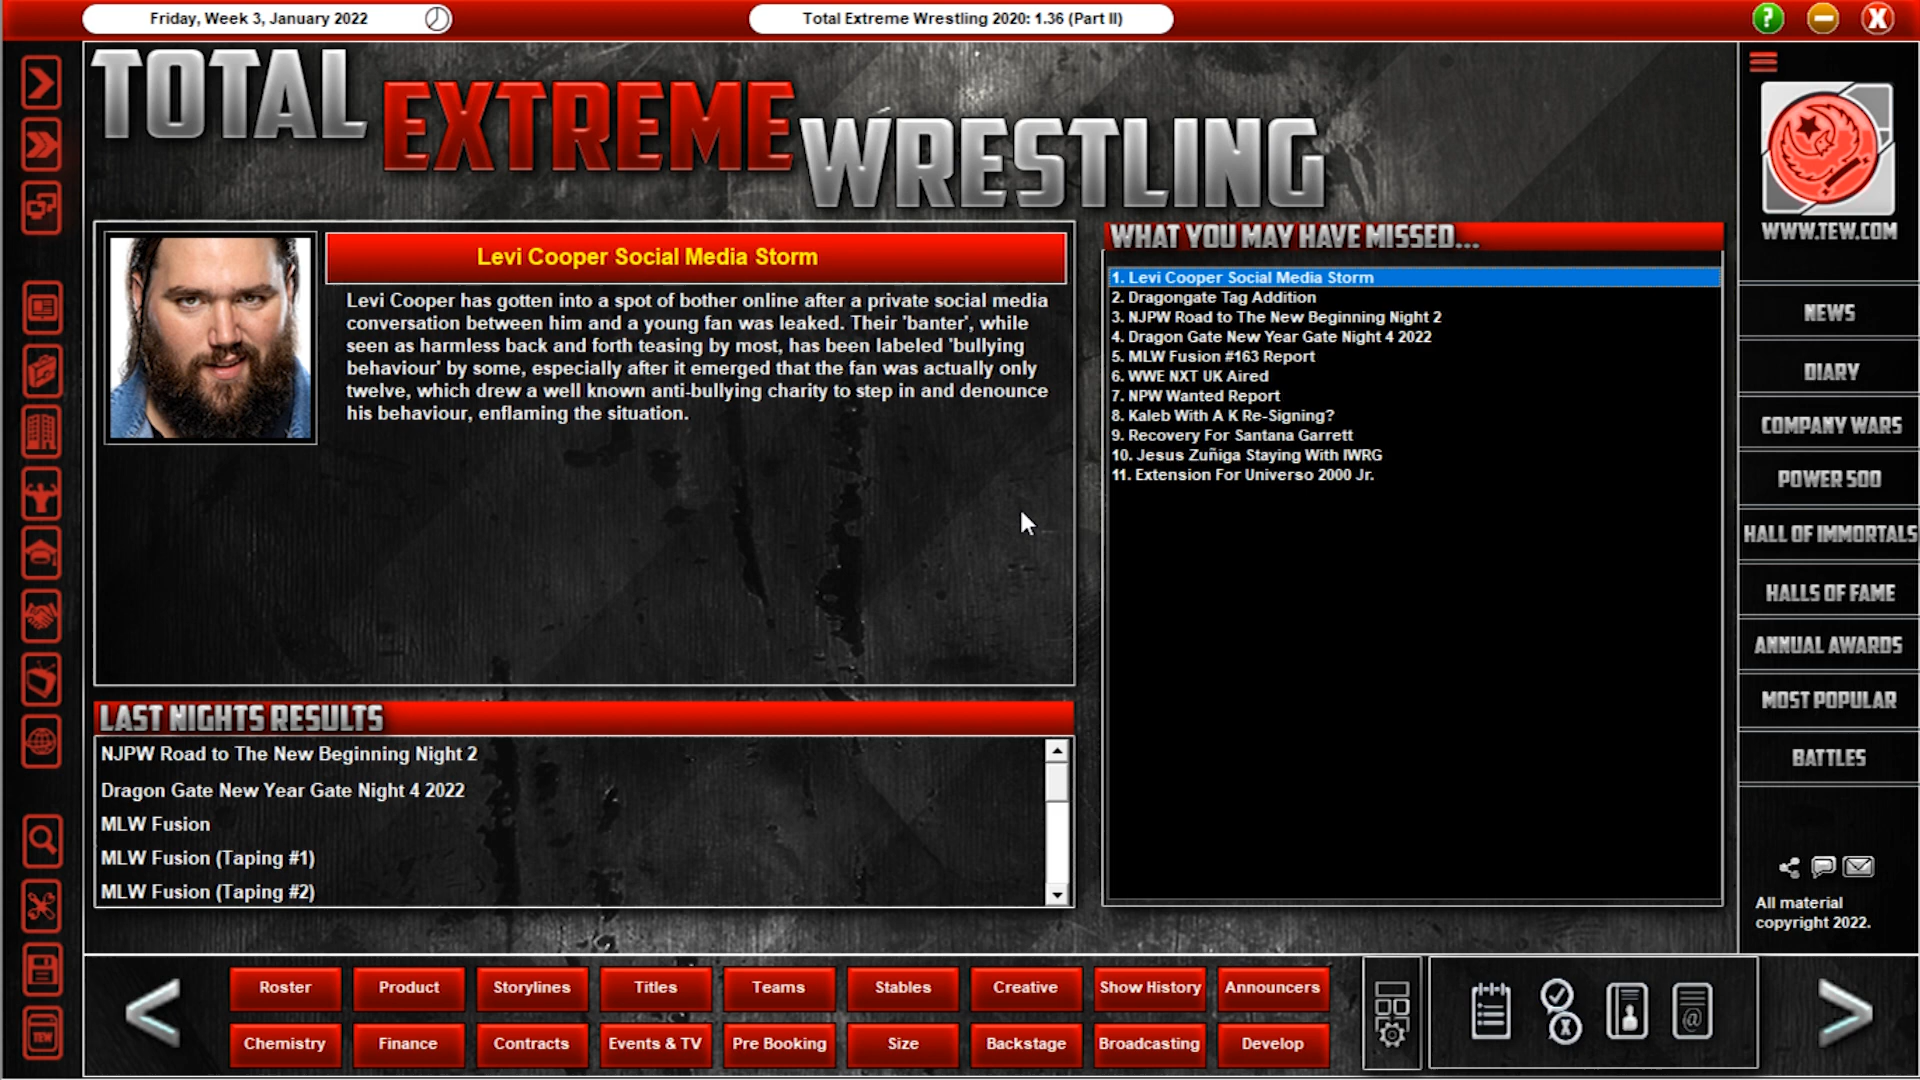 Friday, Week 3, January 2022
Total Extreme Wrestling 2020: 1.36 (Part II)
?
X
TOTAL EXTREME WRESTLING
WWW.TEW.COM
Levi Cooper Social Media Storm
Levi Cooper has gotten into a spot of bother online after a private social media
conversation between him and a young fan was leaked. Their 'banter', while
seen as harmless back and forth teasing by most, has been labeled 'bullying
behaviour' by some, especially after it emerged that the fan was actually only
twelve, which drew a well known anti-bullying charity to step in and denounce
his behaviour, enflaming the situation.
WHAT YOU MAY HAVE MISSED...
1. Levi Cooper Social Media Storm
2. Dragongate Tag Addition
3. NJPW Road to The New Beginning Night 2
4. Dragon Gate New Year Gate Night 4 2022
5. MLW Fusion #163 Report
6. WWE NXT UK Aired
7. NPW Wanted Report
8. Kaleb With A K Re-Signing?
9. Recovery For Santana Garrett
10. Jesus Zuñiga Staying With IWRG
11. Extension For Universo 2000 Jr.
LAST NIGHTS RESULTS
NJPW Road to The New Beginning Night 2
Dragon Gate New Year Gate Night 4 2022
MLW Fusion
MLW Fusion (Taping #1)
MLW Fusion (Taping #2)
NEWS
DIARY
COMPANY WARS
POWER 500
HALL OF IMMORTALS
HALLS OF FAME
ANNUAL AWARDS
MOST POPULAR
BATTLES
All material
copyright 2022.
TEW
Roster
Product
Storylines
Titles
Teams
Stables
Creative
Show History
Announcers
Chemistry
Finance
Contracts
Events & TV
Pre Booking
Size
Backstage
Broadcasting
Develop
@